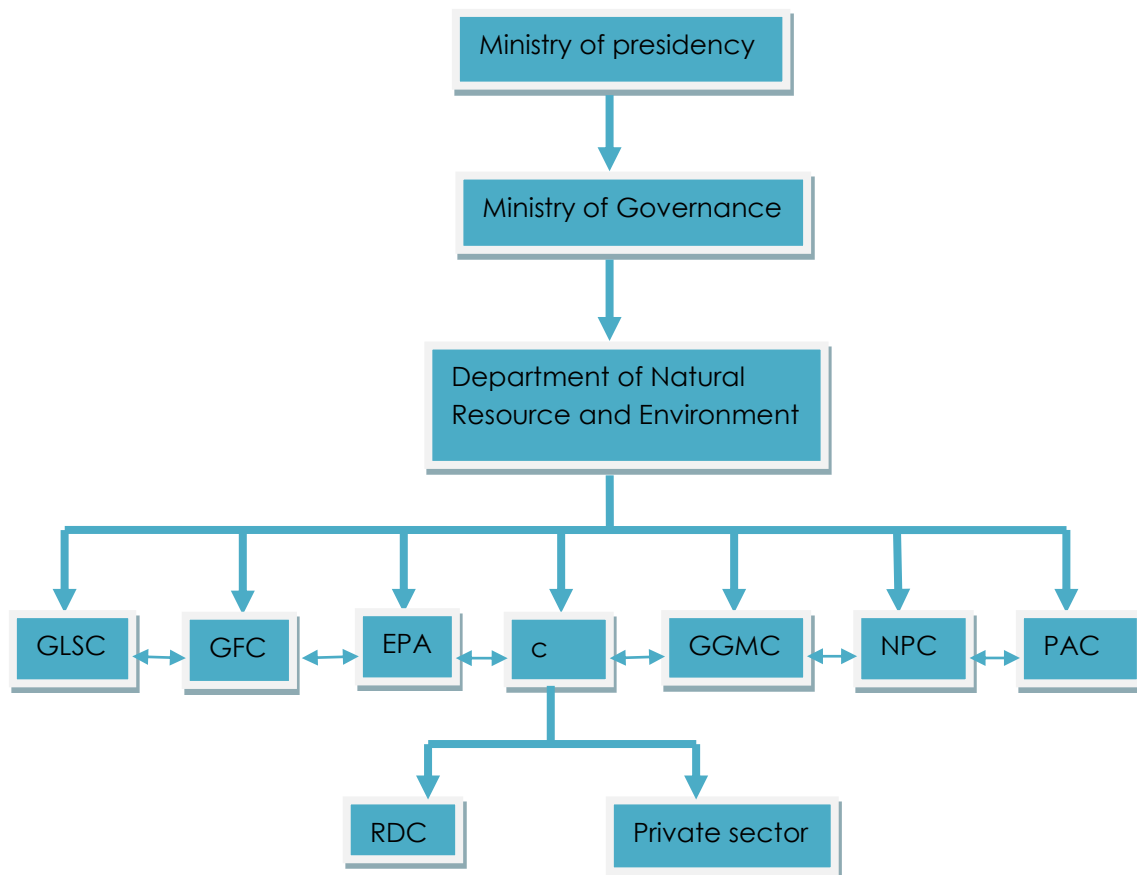 Ministry of presidency
Ministry of Governance
Department of Natural
Resource and Environment
GLSC
GFC
EPA
c
GGMC
NPC
PAC
RDC
Private sector